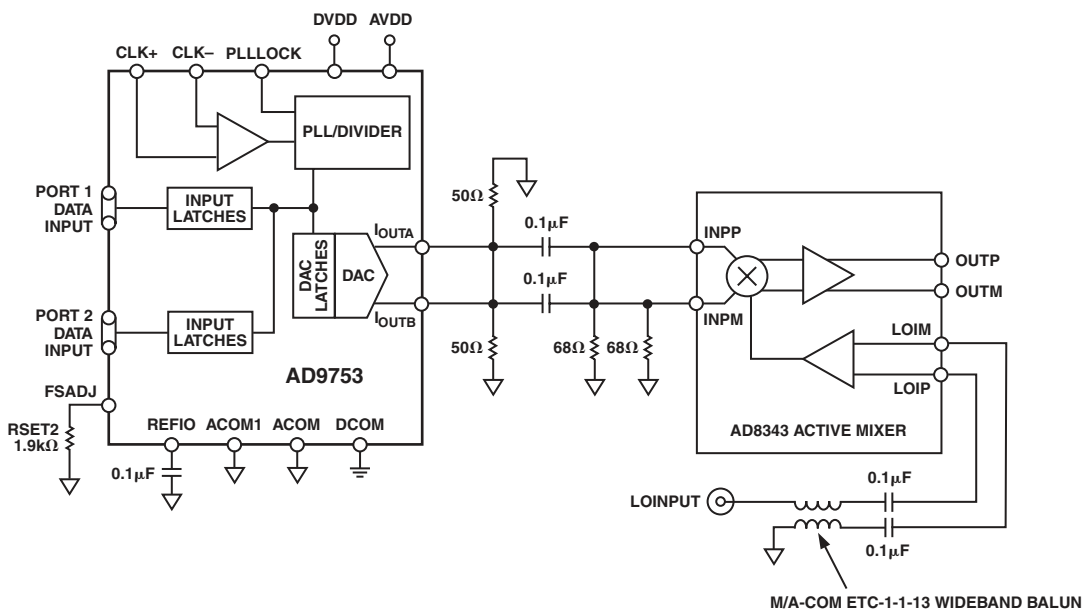 DVDD AVDD
CLK+ CLK– PLLLOCK
PLL/DIVIDER
PORT 1
DATA
INPUT
INPUT
LATCHES
50Ω
0.1μF
IOUTA
INPP
DAC
LATCHES
DAC
OUTP
0.1μF
OUTM
IOUTB
INPM
PORT 2
DATA
INPUT
INPUT
LATCHES
50Ω
68Ω
68Ω
LOIM
LOIP
AD9753
FSADJ
RSET2
1.9kΩ
REFIO
ACOM1
ACOM
DCOM
0.1μF
AD8343 ACTIVE MIXER
0.1μF
LOINPUT
0.1μF
M/A-COM ETC-1-1-13 WIDEBAND BALUN